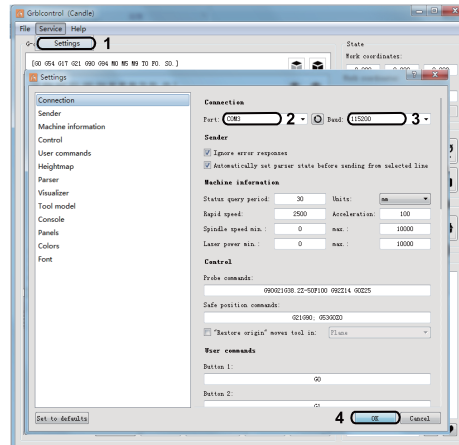 Grblcontrol (Candle)
File Service Help
Settings 1
State
Work coordinates:
[G0 G54 G17 G21 G90 G94 M0 M5 M9 T0 F0. S0.]
Settings
Connection
Sender
Machine information
Control
User commands
Heightmap
Parser
Visualizer
Tool model
Console
Panels
Colors
Font
Connection
Port: COM3 2 Baud: 115200 3
Sender
Ignore error responses
Automatically set parser state before sending from selected line
Machine information
Status query period: 30 Units: mm
Rapid speed: 2500 Acceleration: 100
Spindle speed min.: 0 max.: 10000
Laser power min.: 0 max.: 10000
Control
Probe commands:
G90G21G38.2Z-50F100 G92Z14 G0Z25
Safe position commands:
G21G90; G53G0Z0
"Restore origin" moves tool in: Plane
User commands
Button 1:
G0
Button 2:
G1
Set to defaults 4 OK Cancel